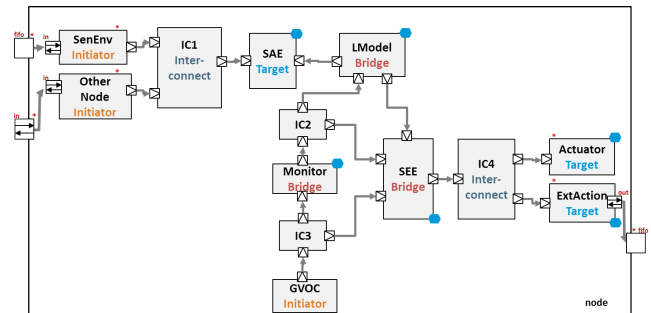 fifo *
in
SenEnv
Initiator
*
in
Other
Node
Initiator
*
in *
IC1
Inter-
connect
SAE
Target
LModel
Bridge
IC2
Monitor
Bridge
IC3
GVOC
Initiator
SEE
Bridge
IC4
Inter-
connect
*
Actuator
Target
*
ExtAction
Target
out
* fifo
node